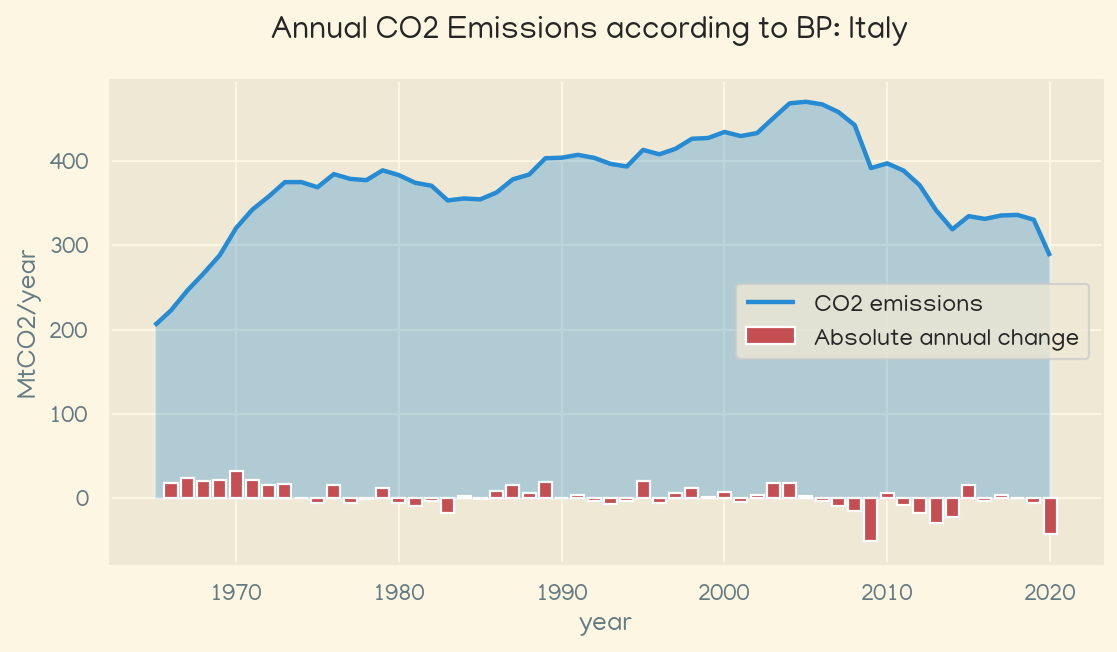 Annual CO2 Emissions according to BP: Italy
MtCO2/year
400
300
200
100
0
CO2 emissions
Absolute annual change
1970 1980 1990 2000 2010 2020
year